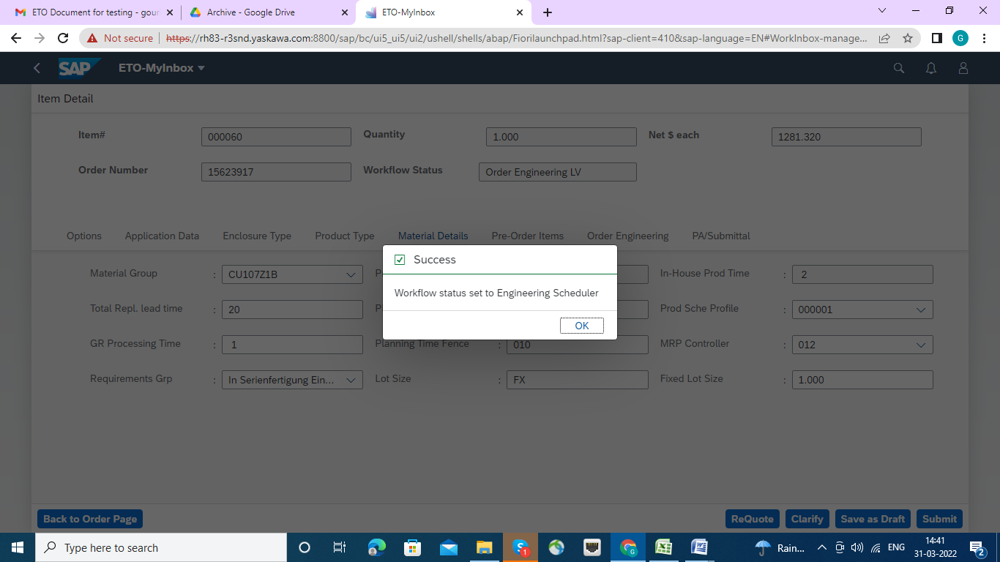 ETO Document for testing - gour
Archive - Google Drive
ETO-MyInbox
Not secure
https://rh83-r3snd.yaskawa.com:8800/sap/bc/ui5_ui5/ui2/ushell/shells/abap/Fiorilaunchpad.html?sap-client=410&sap-language=EN#WorkInbox-manage...
G
SAP
ETO-MyInbox
Item Detail
Item# 000060 Quantity 1.000 Net $ each 1281.320
Order Number 15623917 Workflow Status Order Engineering LV
Options Application Data Enclosure Type Product Type Material Details Pre-Order Items Order Engineering PA/Submittal
Success
Workflow status set to Engineering Scheduler
OK
Material Group : CU107Z1B In-House Prod Time : 2
Total Repl. lead time : 20 Prod Sche Profile : 000001
GR Processing Time : 1 Planning Time Fence : 010 MRP Controller : 012
Requirements Grp : In Serienfertigung Ein... Lot Size : FX Fixed Lot Size : 1.000
Back to Order Page ReQuote Clarify Save as Draft Submit
Type here to search
1
G
Rain...
ENG
14:41
31-03-2022
2